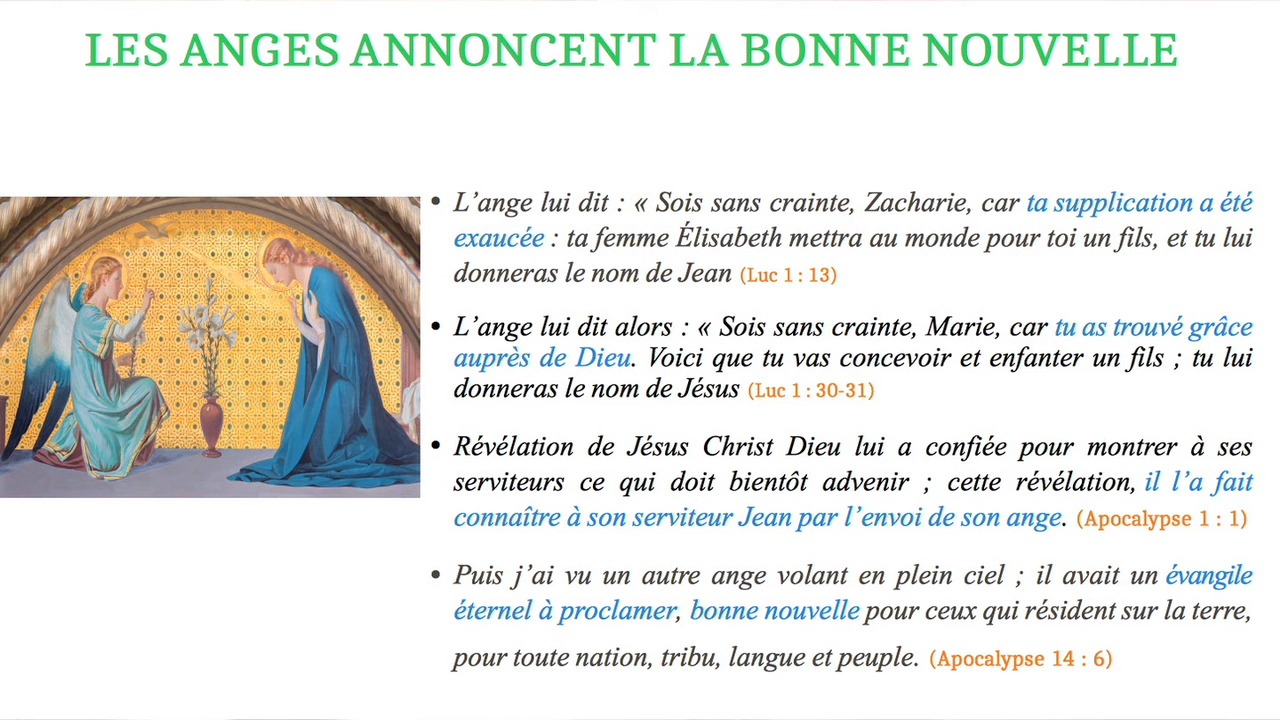 LES ANGES ANNONCENT LA BONNE NOUVELLE
• L’ange lui dit : « Sois sans crainte, Zacharie, car ta supplication a été
exaucée : ta femme Élisabeth mettra au monde pour toi un fils, et tu lui
donneras le nom de Jean (Luc 1 : 13)
• L’ange lui dit alors : « Sois sans crainte, Marie, car tu as trouvé grâce
auprès de Dieu. Voici que tu vas concevoir et enfanter un fils ; tu lui
donneras le nom de Jésus (Luc 1 : 30-31)
• Révélation de Jésus Christ Dieu lui a confiée pour montrer à ses
serviteurs ce qui doit bientôt advenir ; cette révélation, il l’a fait
connaître à son serviteur Jean par l’envoi de son ange. (Apocalypse 1 : 1)
• Puis j’ai vu un autre ange volant en plein ciel ; il avait un évangile
éternel à proclamer, bonne nouvelle pour ceux qui résident sur la terre,
pour toute nation, tribu, langue et peuple. (Apocalypse 14 : 6)